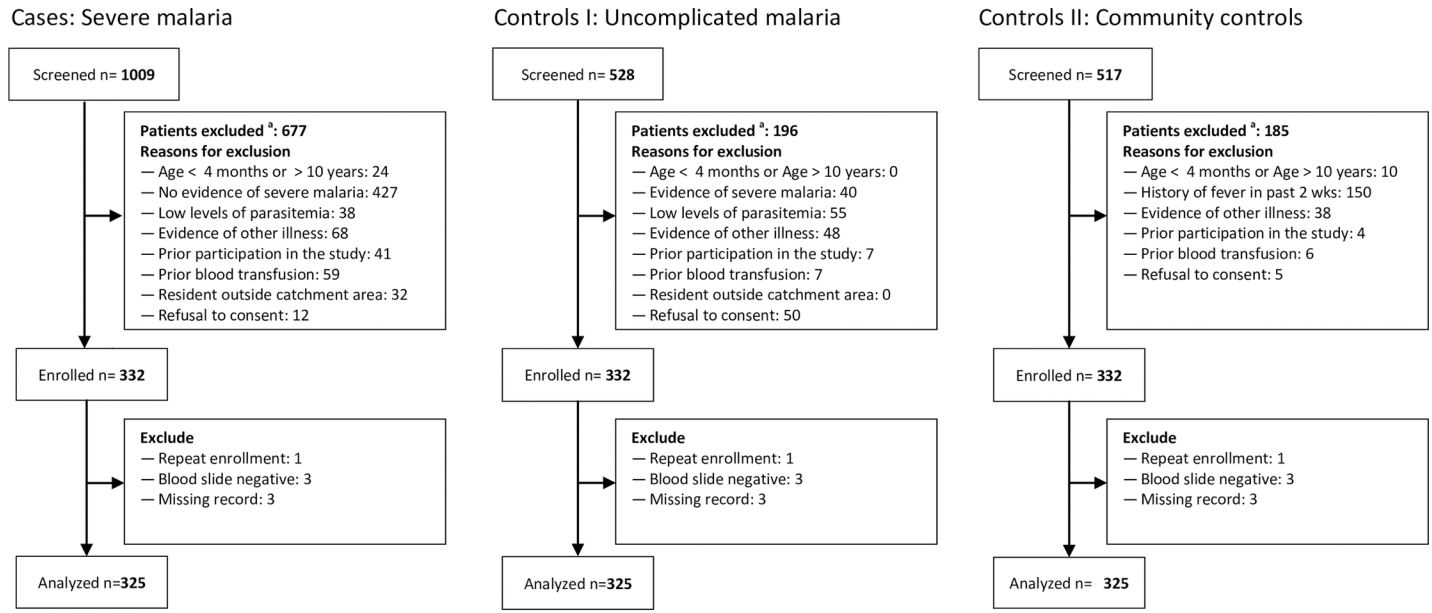 Cases: Severe malaria
Screened n= 1009
Patients excluded a: 677
Reasons for exclusion
— Age < 4 months or > 10 years: 24
— No evidence of severe malaria: 427
— Low levels of parasitemia: 38
— Evidence of other illness: 68
— Prior participation in the study: 41
— Prior blood transfusion: 59
— Resident outside catchment area: 32
— Refusal to consent: 12
Enrolled n= 332
Exclude
— Repeat enrollment: 1
— Blood slide negative: 3
— Missing record: 3
Analyzed n=325
Controls I: Uncomplicated malaria
Screened n= 528
Patients excluded a: 196
Reasons for exclusion
— Age < 4 months or Age > 10 years: 0
— Evidence of severe malaria: 40
— Low levels of parasitemia: 55
— Evidence of other illness: 48
— Prior participation in the study: 7
— Prior blood transfusion: 7
— Resident outside catchment area: 0
— Refusal to consent: 50
Enrolled n= 332
Exclude
— Repeat enrollment: 1
— Blood slide negative: 3
— Missing record: 3
Analyzed n=325
Controls II: Community controls
Screened n= 517
Patients excluded a: 185
Reasons for exclusion
— Age < 4 months or Age > 10 years: 10
— History of fever in past 2 wks: 150
— Evidence of other illness: 38
— Prior participation in the study: 4
— Prior blood transfusion: 6
— Refusal to consent: 5
Enrolled n= 332
Exclude
— Repeat enrollment: 1
— Blood slide negative: 3
— Missing record: 3
Analyzed n= 325